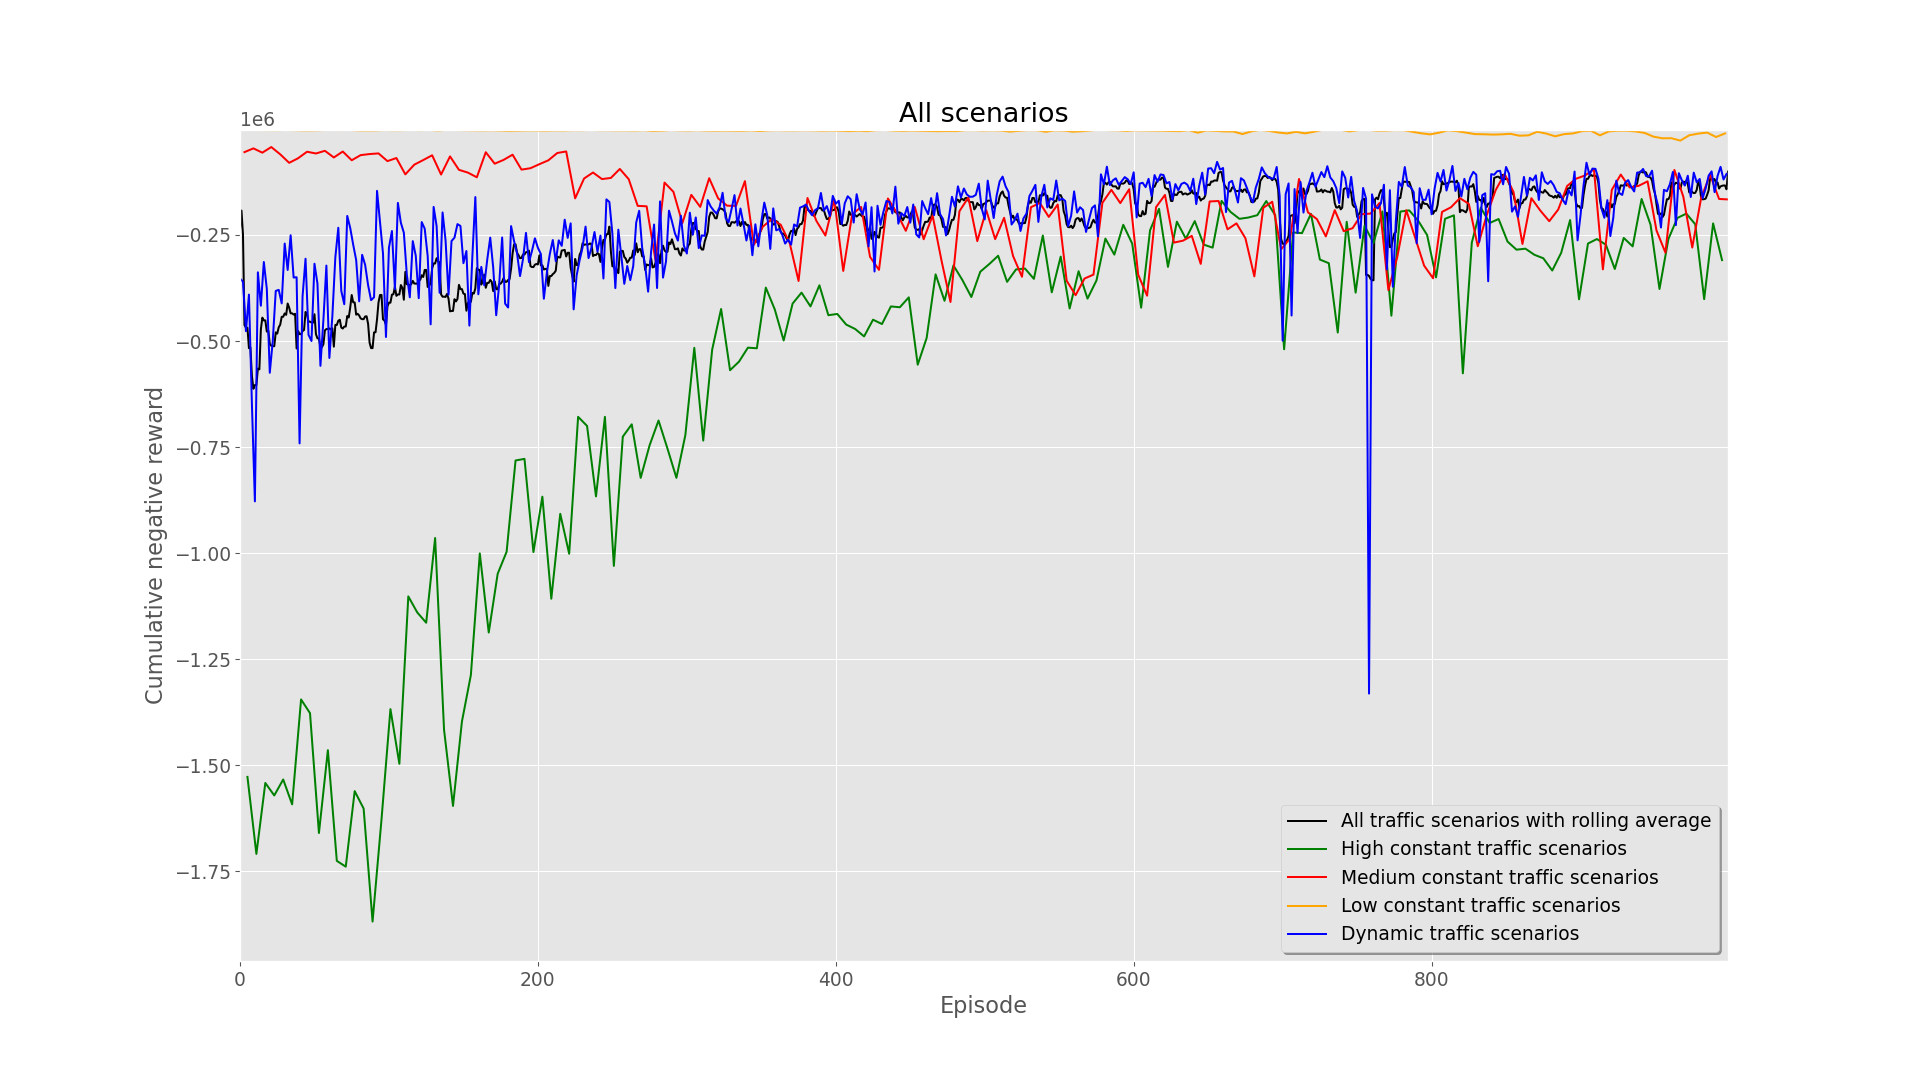 All scenarios
1e6
−0.25
−0.50
−0.75
−1.00
−1.25
−1.50
−1.75
Cumulative negative reward
0 200 400 600 800
Episode
All traffic scenarios with rolling average
High constant traffic scenarios
Medium constant traffic scenarios
Low constant traffic scenarios
Dynamic traffic scenarios